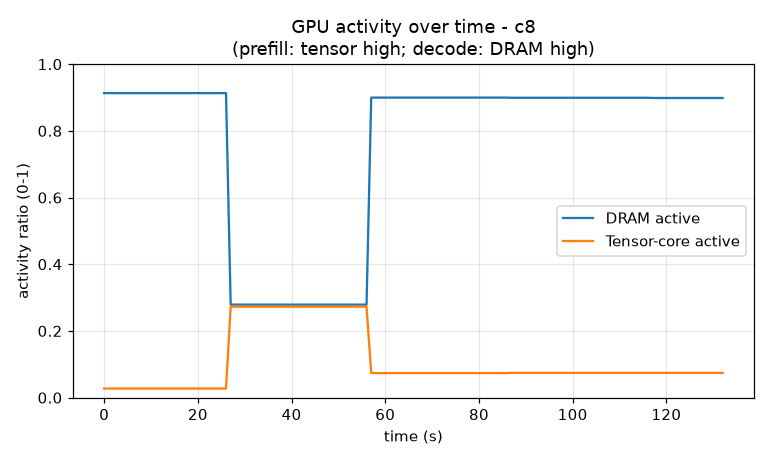 GPU activity over time - c8
(prefill: tensor high; decode: DRAM high)
1.0
0.8
0.6
0.4
0.2
0.0
activity ratio (0-1)
DRAM active
Tensor-core active
0 20 40 60 80 100 120
time (s)